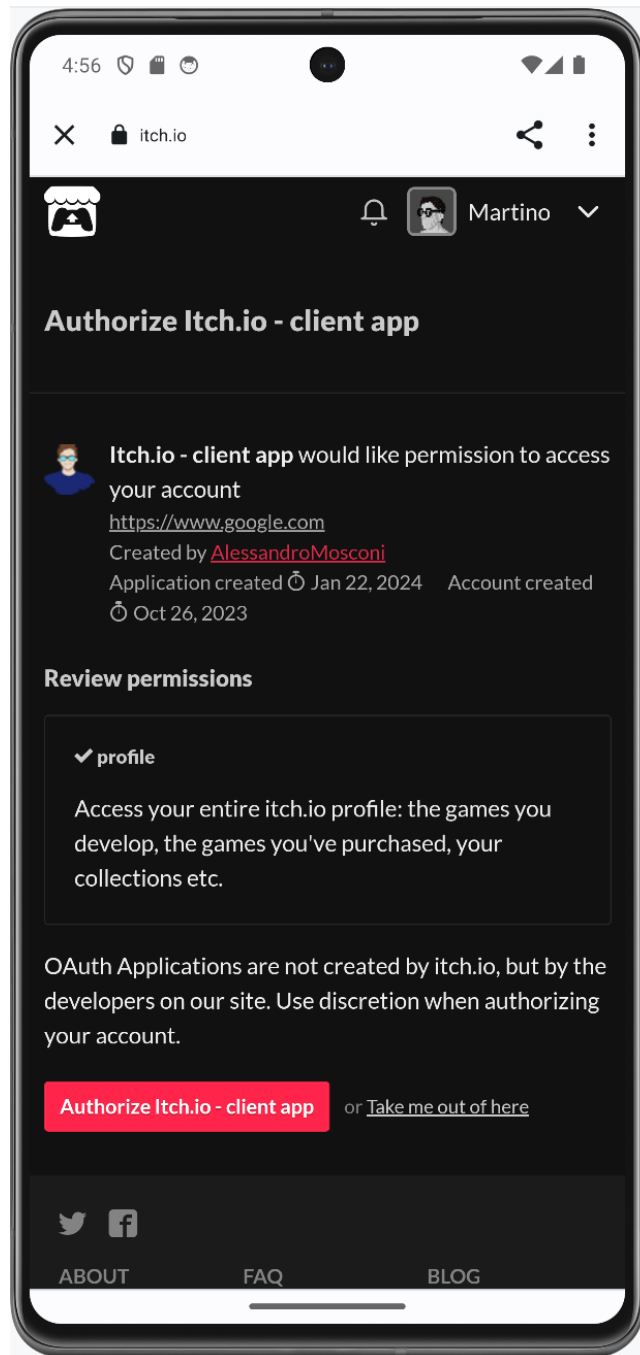 4:56
itch.io
Martino
Authorize Itch.io - client app
Itch.io - client app would like permission to access
your account
https://www.google.com
Created by AlessandroMosconi
Application created Jan 22, 2024 Account created
Oct 26, 2023
Review permissions
profile
Access your entire itch.io profile: the games you
develop, the games you've purchased, your
collections etc.
OAuth Applications are not created by itch.io, but by the
developers on our site. Use discretion when authorizing
your account.
Authorize Itch.io - client app or Take me out of here
ABOUT FAQ BLOG